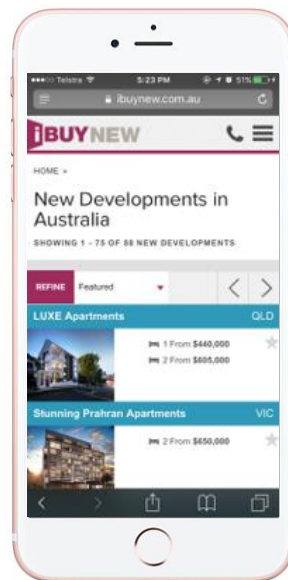 Telstra 5:23 PM 51%
ibuynew.com.au
iBUYNEW
HOME »
New Developments in
Australia
SHOWING 1 - 75 OF 88 NEW DEVELOPMENTS
REFINE Featured
LUXE Apartments QLD
1 From $440,000
2 From $605,000
Stunning Prahran Apartments VIC
2 From $650,000